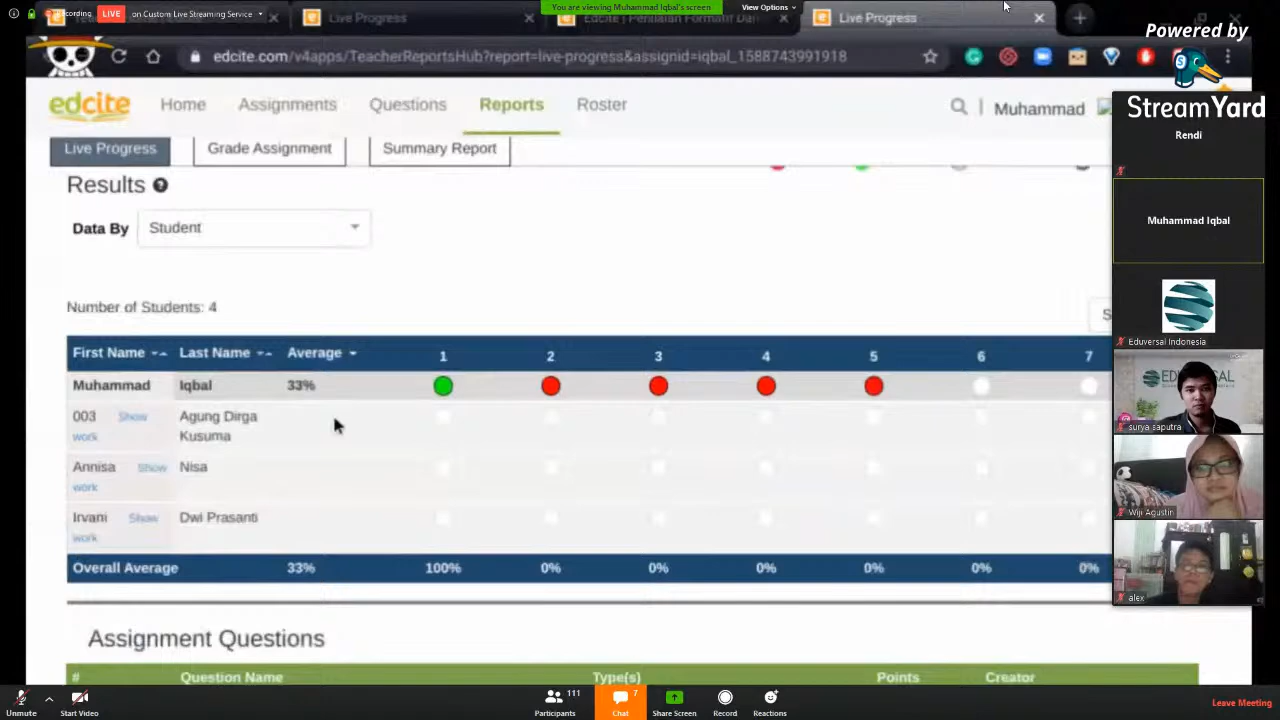 Recording
LIVE
on Custom Live Streaming Service
You are viewing Muhammad Iqbal's screen
View Options
Live Progress
Edcite | Penilaian Formatif Da
Live Progress
Powered by
StreamYard
edcite.com/v4apps/TeacherReportsHub?report=live-progress&assignid=iqbal_1588743991918
edcite
Home
Assignments
Questions
Reports
Roster
Muhammad
Live Progress
Grade Assignment
Summary Report
Results
Data By
Student
Number of Students: 4
S
First Name Last Name Average 1 2 3 4 5 6 7
Muhammad Iqbal 33%
003 Show work Agung Dirga
Kusuma
Annisa Show work Nisa
Irvani Show work Dwi Prasanti
Overall Average 33% 100% 0% 0% 0% 0% 0% 0%
Assignment Questions
# Question Name Type(s) Points Creator
Rendi
Muhammad Iqbal
Eduversal Indonesia
surya saputra
Wiji Agustin
alex
Unmute
Start Video
Participants
111
Chat
7
Share Screen
Record
Reactions
Leave Meeting